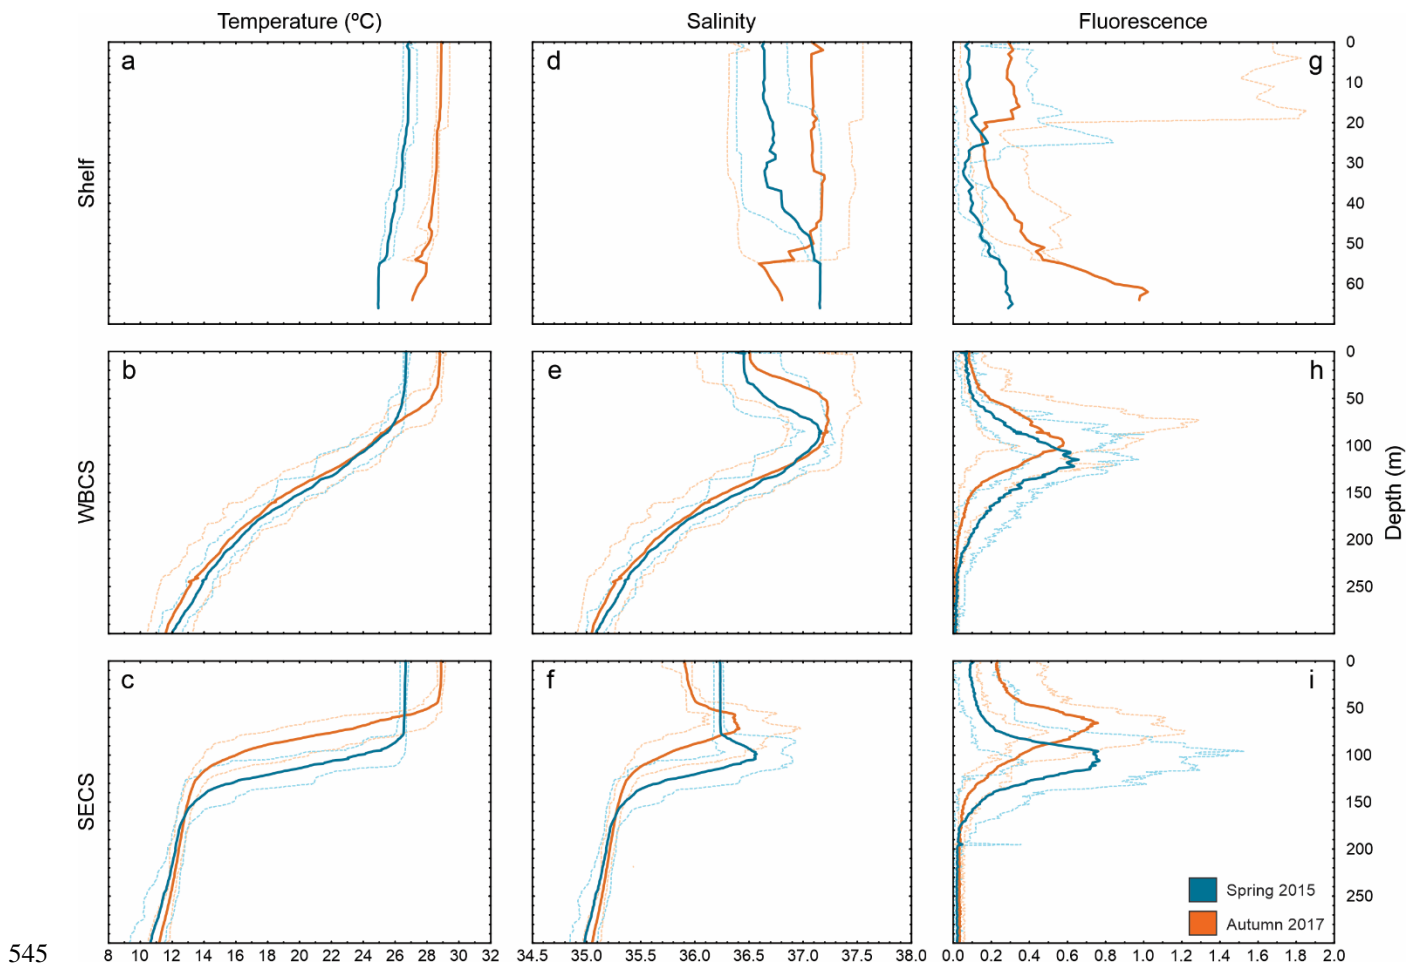 Temperature (ºC) Salinity Fluorescence
a d g 0
10
20
Shelf 30
40
50
60
b e h 0
50
WBCS 100
Depth (m)
150
200
250
c f i 0
50
SECS 100
150
200
Spring 2015
250
Autumn 2017
545 8 10 12 14 16 18 20 22 24 26 28 30 32 34.5 35.0 35.5 36.0 36.5 37.0 37.5 38.0 0.0 0.2 0.4 0.6 0.8 1.0 1.2 1.4 1.6 1.8 2.0